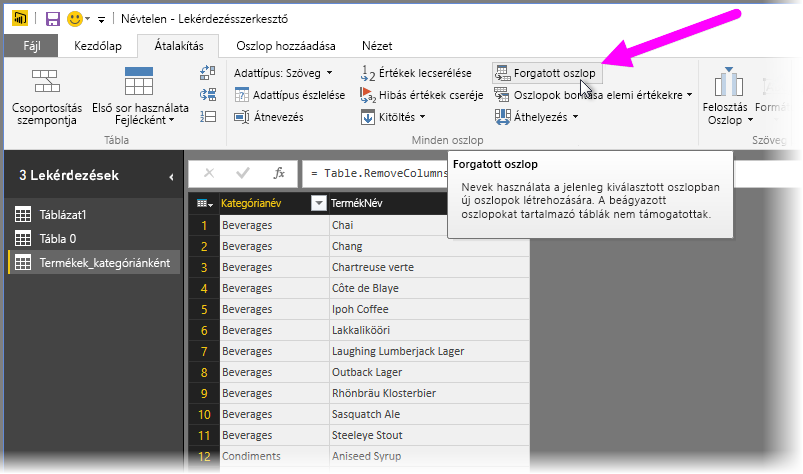 Névtelen - Lekérdezésszerkesztő
Fájl Kezdőlap Átalakítás Oszlop hozzáadása Nézet
Csoportosítás szempontja
Első sor használata Fejlécként
Tábla
Adattípus: Szöveg
Adattípus észlelése
Átnevezés
1 2 Értékek lecserélése
1 2 Hibás értékek cseréje
Kitöltés
Forgatott oszlop
Oszlopok bontása elemi értékekre
Áthelyezés
Minden oszlop
Felosztás Oszlop
Szöveg
3 Lekérdezések
Táblázat1
Tábla 0
Termékek_kategóriánként
fx = Table.RemoveColumns
Forgatott oszlop
Nevek használata a jelenleg kiválasztott oszlopban
új oszlopok létrehozására. A beágyazott
oszlopokat tartalmazó táblák nem támogatottak.
Kategórianév TermékNév
1 Beverages Chai
2 Beverages Chang
3 Beverages Chartreuse verte
4 Beverages Côte de Blaye
5 Beverages Ipoh Coffee
6 Beverages Lakkalikööri
7 Beverages Laughing Lumberjack Lager
8 Beverages Outback Lager
9 Beverages Rhönbräu Klosterbier
10 Beverages Sasquatch Ale
11 Beverages Steeleye Stout
12 Condiments Aniseed Syrup